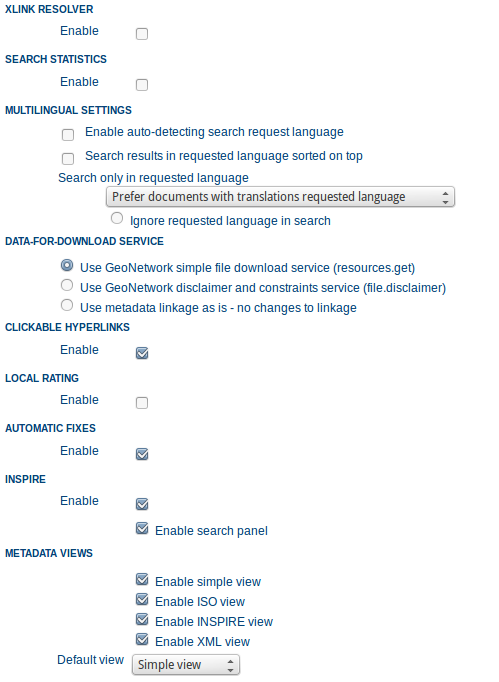 XLINK RESOLVER
Enable
SEARCH STATISTICS
Enable
MULTILINGUAL SETTINGS
Enable auto-detecting search request language
Search results in requested language sorted on top
Search only in requested language
Prefer documents with translations requested language
Ignore requested language in search
DATA-FOR-DOWNLOAD SERVICE
Use GeoNetwork simple file download service (resources.get)
Use GeoNetwork disclaimer and constraints service (file.disclaimer)
Use metadata linkage as is - no changes to linkage
CLICKABLE HYPERLINKS
Enable
LOCAL RATING
Enable
AUTOMATIC FIXES
Enable
INSPIRE
Enable
Enable search panel
METADATA VIEWS
Enable simple view
Enable ISO view
Enable INSPIRE view
Enable XML view
Default view Simple view